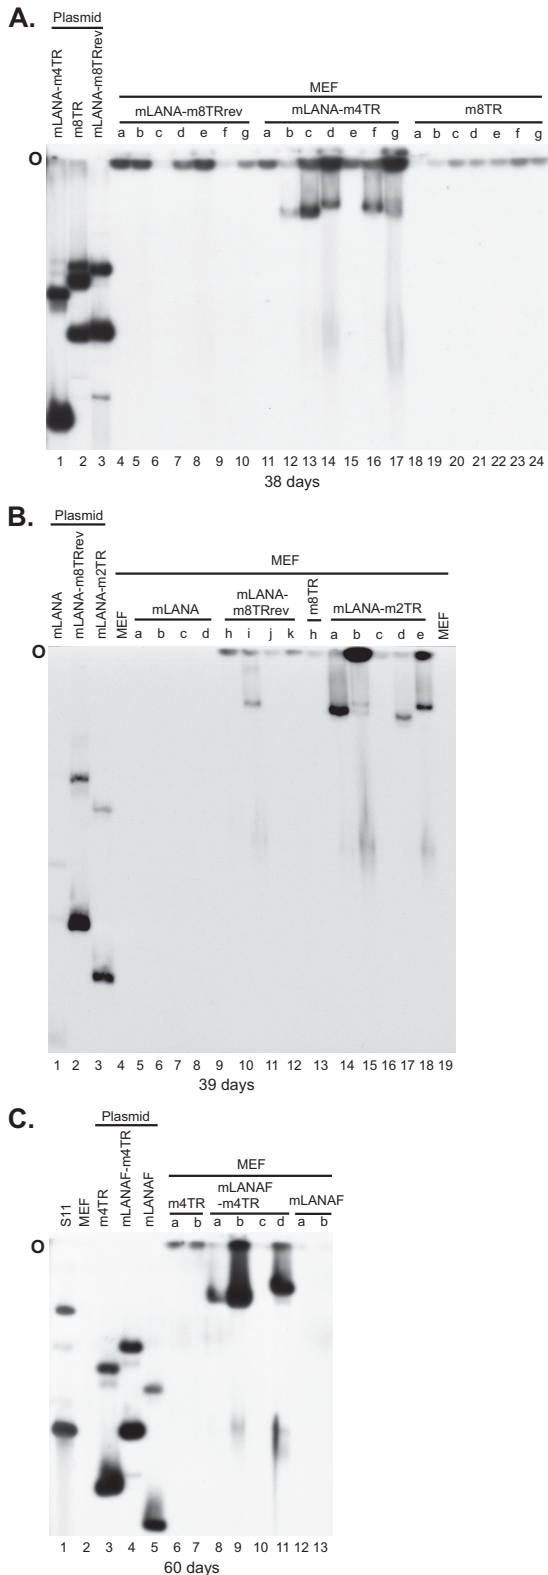 A.
Plasmid
mLANA-m4TR
m8TR
mLANA-m8TRrev
MEF
mLANA-m8TRrev mLANA-m4TR m8TR
a b c d e f g a b c d e f g a b c d e f g
O
1 2 3 4 5 6 7 8 9 10 11 12 13 14 15 16 17 18 19 20 21 22 23 24
38 days
B.
Plasmid
mLANA
mLANA-m8TRrev
mLANA-m2TR
MEF
MEF
mLANA
mLANA-
m8TRrev
m8TR
mLANA-m2TR
MEF
a b c d h i j k h a b c d e
O
1 2 3 4 5 6 7 8 9 10 11 12 13 14 15 16 17 18 19
39 days
C.
Plasmid
S11
MEF
m4TR
mLANAF-m4TR
mLANAF
MEF
m4TR
mLANAF
-m4TR
mLANAF
a b a b c d a b
O
1 2 3 4 5 6 7 8 9 10 11 12 13
60 days